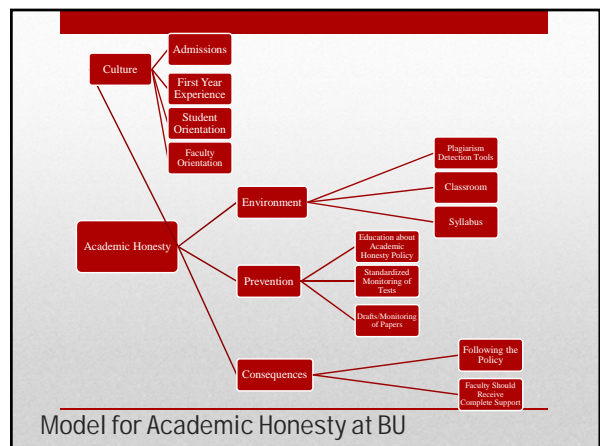 Culture
Admissions
First Year
Experience
Student
Orientation
Faculty
Orientation
Academic Honesty
Environment
Plagiarism
Detection Tools
Classroom
Syllabus
Prevention
Education about
Academic
Honesty Policy
Standardized
Monitoring of
Tests
Drafts/Monitoring
of Papers
Consequences
Following the
Policy
Faculty Should
Receive
Complete Support
Model for Academic Honesty at BU